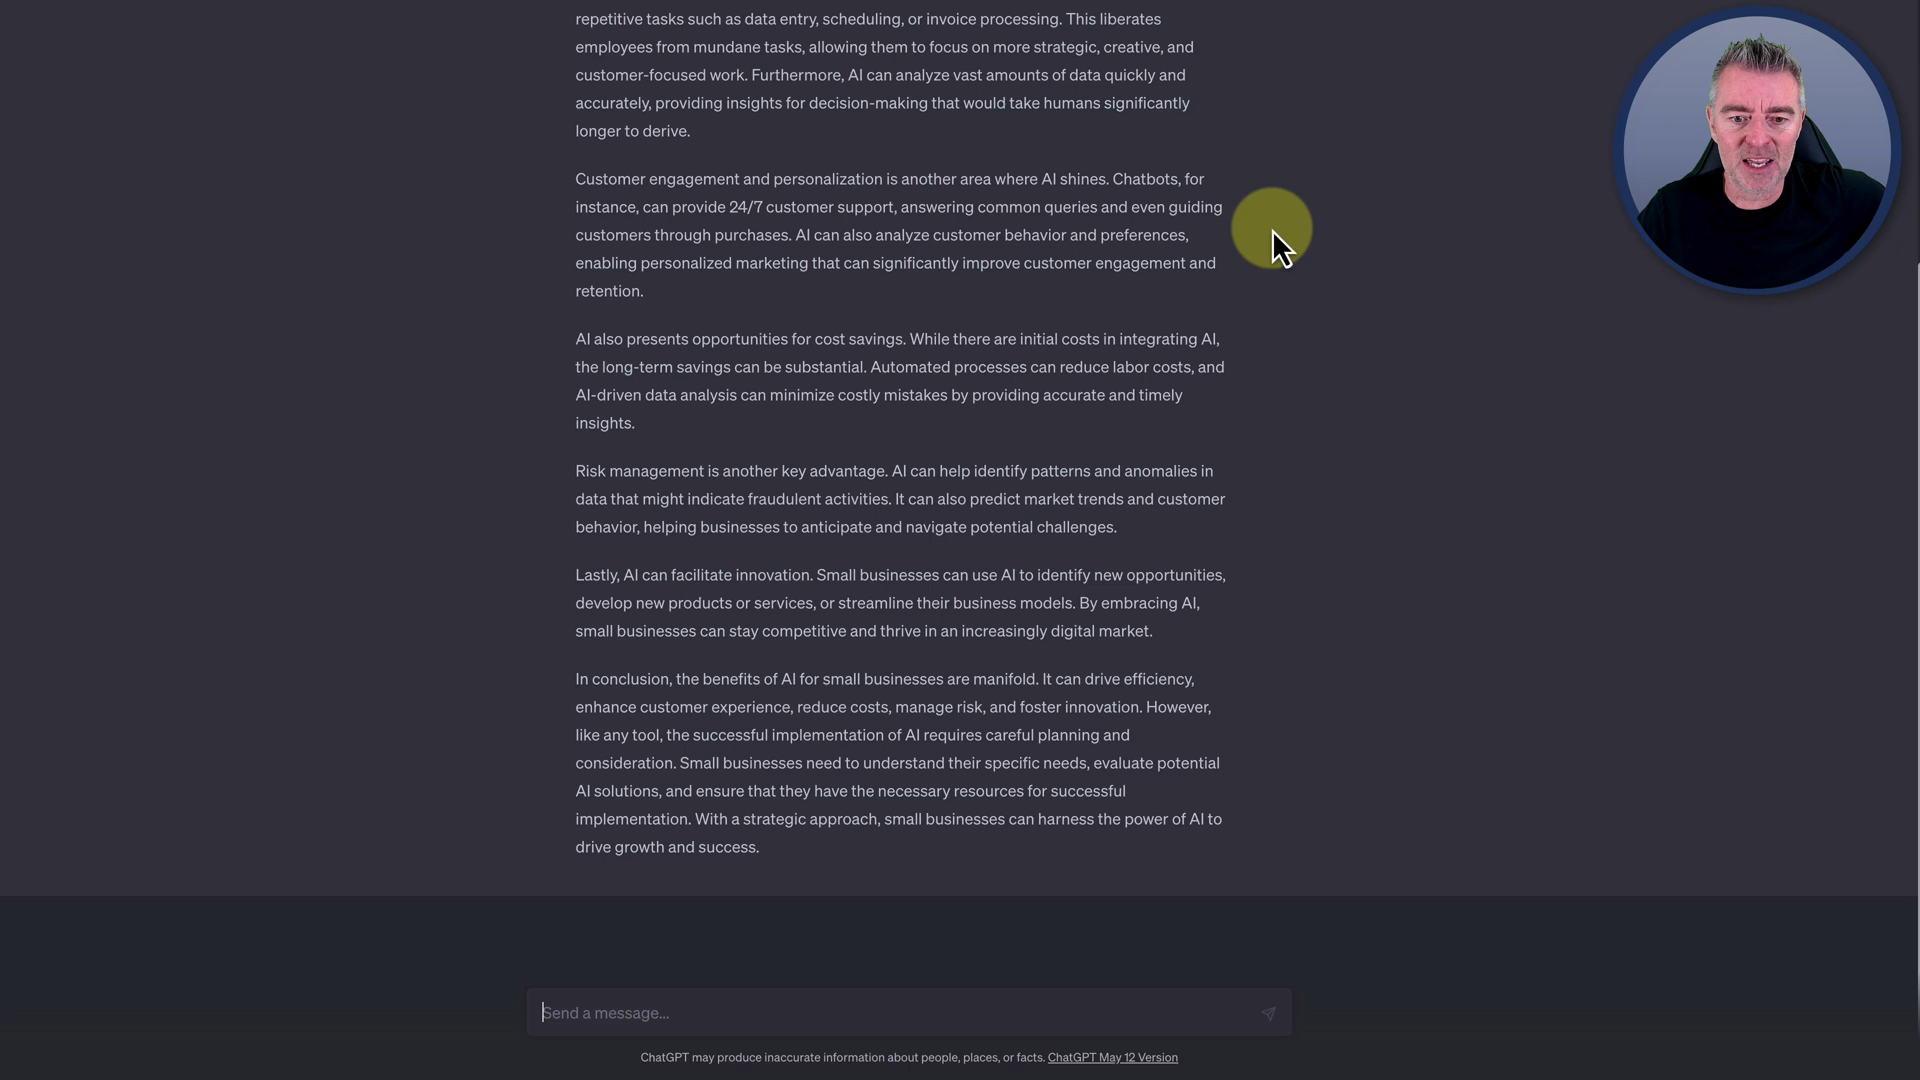 repetitive tasks such as data entry, scheduling, or invoice processing. This liberates
employees from mundane tasks, allowing them to focus on more strategic, creative, and
customer-focused work. Furthermore, AI can analyze vast amounts of data quickly and
accurately, providing insights for decision-making that would take humans significantly
longer to derive.
Customer engagement and personalization is another area where AI shines. Chatbots, for
instance, can provide 24/7 customer support, answering common queries and even guiding
customers through purchases. AI can also analyze customer behavior and preferences,
enabling personalized marketing that can significantly improve customer engagement and
retention.
AI also presents opportunities for cost savings. While there are initial costs in integrating AI,
the long-term savings can be substantial. Automated processes can reduce labor costs, and
AI-driven data analysis can minimize costly mistakes by providing accurate and timely
insights.
Risk management is another key advantage. AI can help identify patterns and anomalies in
data that might indicate fraudulent activities. It can also predict market trends and customer
behavior, helping businesses to anticipate and navigate potential challenges.
Lastly, AI can facilitate innovation. Small businesses can use AI to identify new opportunities,
develop new products or services, or streamline their business models. By embracing AI,
small businesses can stay competitive and thrive in an increasingly digital market.
In conclusion, the benefits of AI for small businesses are manifold. It can drive efficiency,
enhance customer experience, reduce costs, manage risk, and foster innovation. However,
like any tool, the successful implementation of AI requires careful planning and
consideration. Small businesses need to understand their specific needs, evaluate potential
AI solutions, and ensure that they have the necessary resources for successful
implementation. With a strategic approach, small businesses can harness the power of AI to
drive growth and success.
Send a message...
ChatGPT may produce inaccurate information about people, places, or facts. ChatGPT May 12 Version